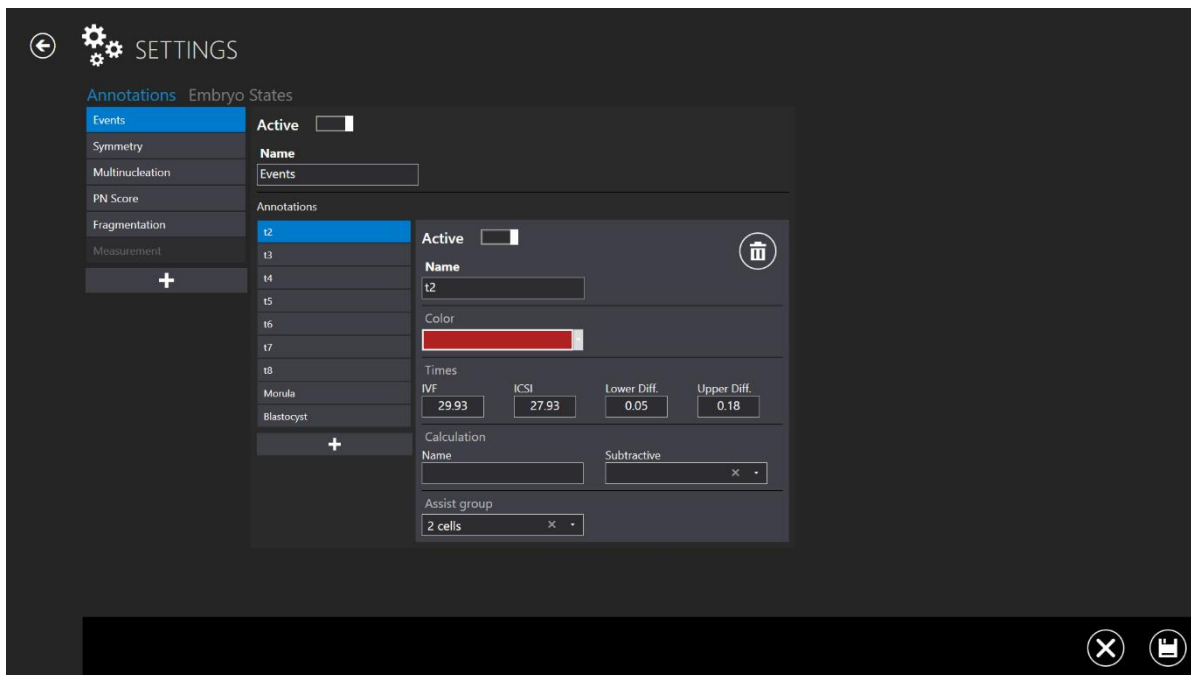 SETTINGS
Annotations Embryo States
Events
Symmetry
Multinucleation
PN Score
Fragmentation
Measurement
Active
Name
Events
Annotations
t2
t3
t4
t5
t6
t7
t8
Morula
Blastocyst
Active
Name
t2
Color
Times
IVF ICSI Lower Diff. Upper Diff.
29.93 27.93 0.05 0.18
Calculation
Name Subtractive
Assist group
2 cells